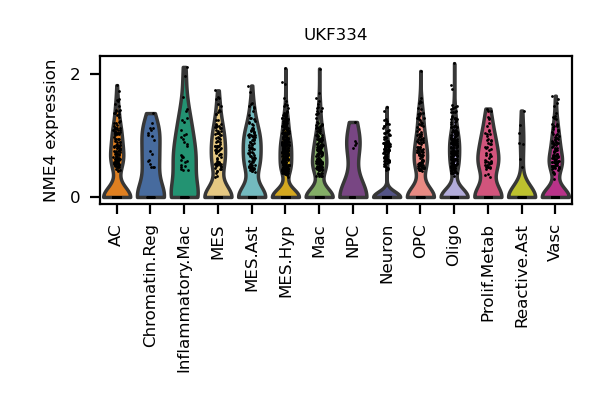 UKF334
NME4 expression
2
0
AC
Chromatin.Reg
Inflammatory.Mac
MES
MES.Ast
MES.Hyp
Mac
NPC
Neuron
OPC
Oligo
Prolif.Metab
Reactive.Ast
Vasc